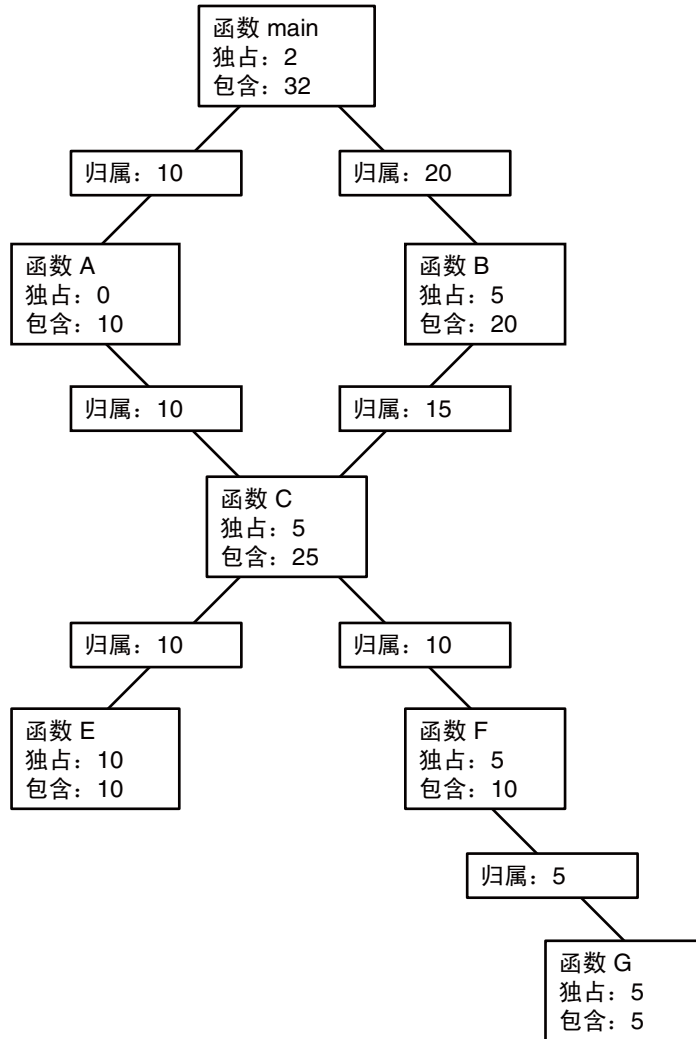 函数 main
独占：2
包含：32
归属：10
归属：20
函数 A
独占：0
包含：10
函数 B
独占：5
包含：20
归属：10
归属：15
函数 C
独占：5
包含：25
归属：10
归属：10
函数 E
独占：10
包含：10
函数 F
独占：5
包含：10
归属：5
函数 G
独占：5
包含：5